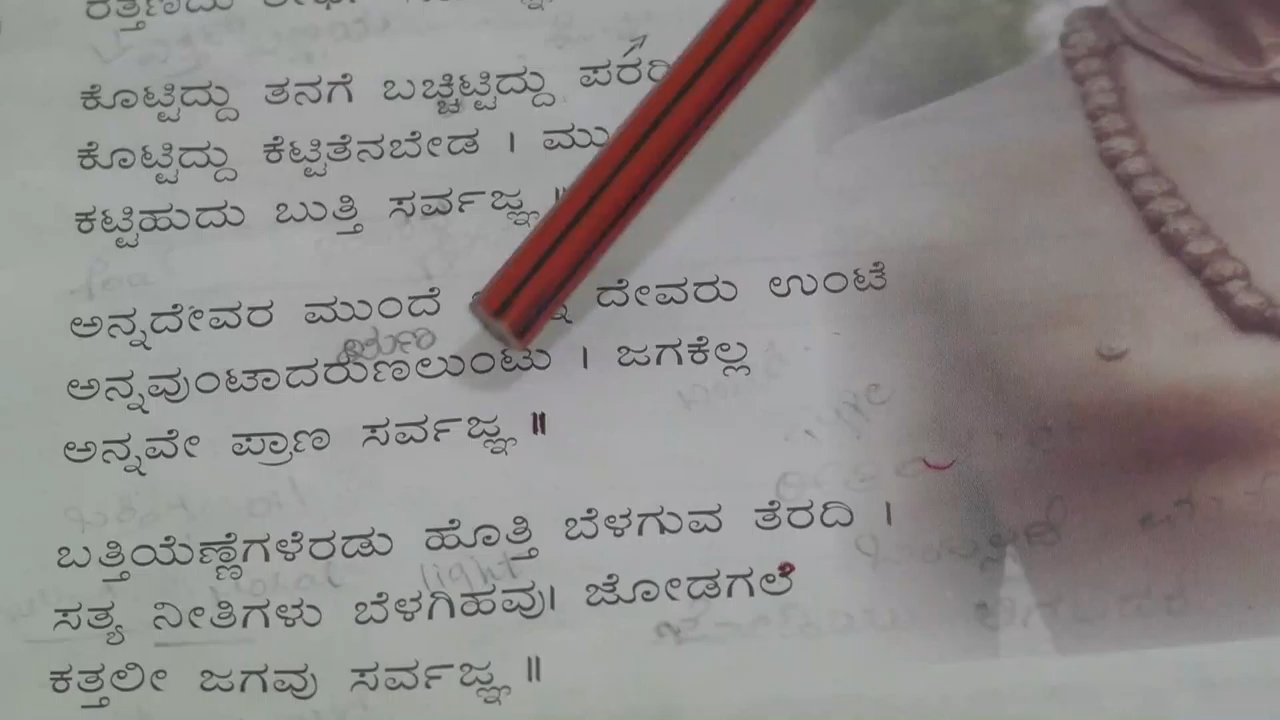 ಕೊಟ್ಟಿದ್ದು ತನಗೆ ಬಚ್ಚಿಟ್ಟಿದ್ದು
ಕೊಟ್ಟಿದ್ದು ಕೆಟ್ಟಿತೆನಬೇಡ ।
ಕಟ್ಟಿಹುದು ಬುತ್ತಿ ಸರ್ವಜ್ಞ ॥
ಅನ್ನದೇವರ ಮುಂದೆ ದೇವರು ಉಂಟೆ
ಅನ್ನವುಂಟಾದರುಣಲುಂಟು । ಜಗಕೆಲ್ಲ
ಅನ್ನವೇ ಪ್ರಾಣ ಸರ್ವಜ್ಞ ॥
ಬತ್ತಿಯೆಣ್ಣೆಗಳೆರಡು ಹೊತ್ತಿ ಬೆಳಗುವ ತೆರದಿ ।
light
ಸತ್ಯ ನೀತಿಗಳು ಬೆಳಗಿಹವು। ಜೋಡಗಲೆ
ಕತ್ತಲೀ ಜಗವು ಸರ್ವಜ್ಞ ॥